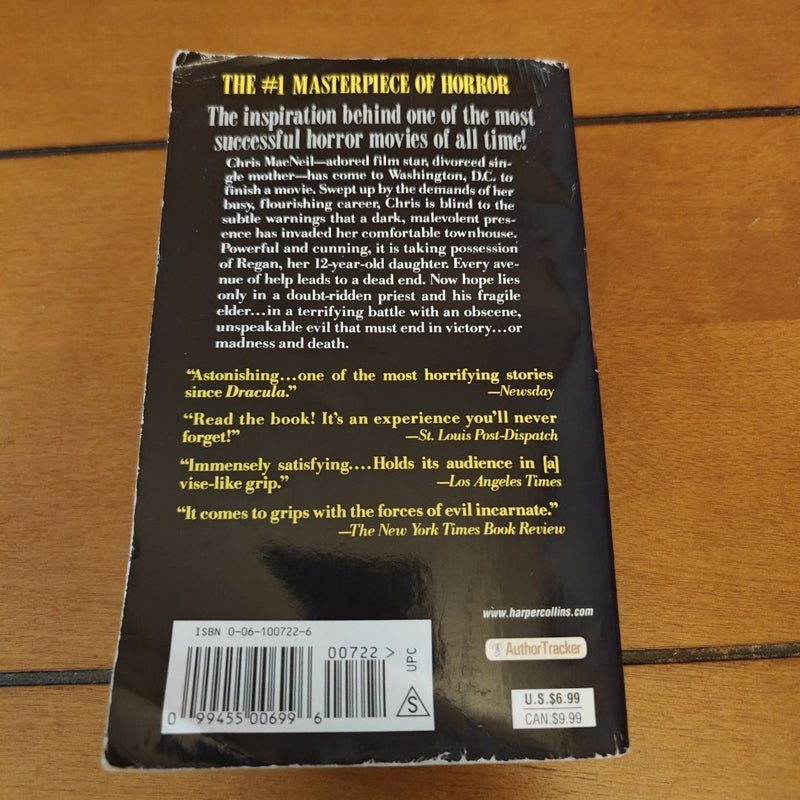 THE #1 MASTERPIECE OF HORROR
The inspiration behind one of the most
successful horror movies of all time!
Chris MacNeil—adored film star, divorced sin-
gle mother—has come to Washington, D.C. to
finish a movie. Swept up by the demands of her
busy, flourishing career, Chris is blind to the
subtle warnings that a dark, malevolent pres-
ence has invaded her comfortable townhouse.
Powerful and cunning, it is taking possession
of Regan, her 12-year-old daughter. Every ave-
nue of help leads to a dead end. Now hope lies
only in a doubt-ridden priest and his fragile
elder...in a terrifying battle with an obscene,
unspeakable evil that must end in victory...or
madness and death.
“Astonishing...one of the most horrifying stories
since Dracula.” —Newsday
“Read the book! It’s an experience you’ll never
forget!” —St. Louis Post-Dispatch
“Immensely satisfying....Holds its audience in [a]
vise-like grip.” —Los Angeles Times
“It comes to grips with the forces of evil incarnate.”
—The New York Times Book Review
www.harpercollins.com
AuthorTracker
ISBN 0-06-100722-6
00722 >
UPC
S
0 99455 00699 6
U.S.$6.99
CAN.$9.99